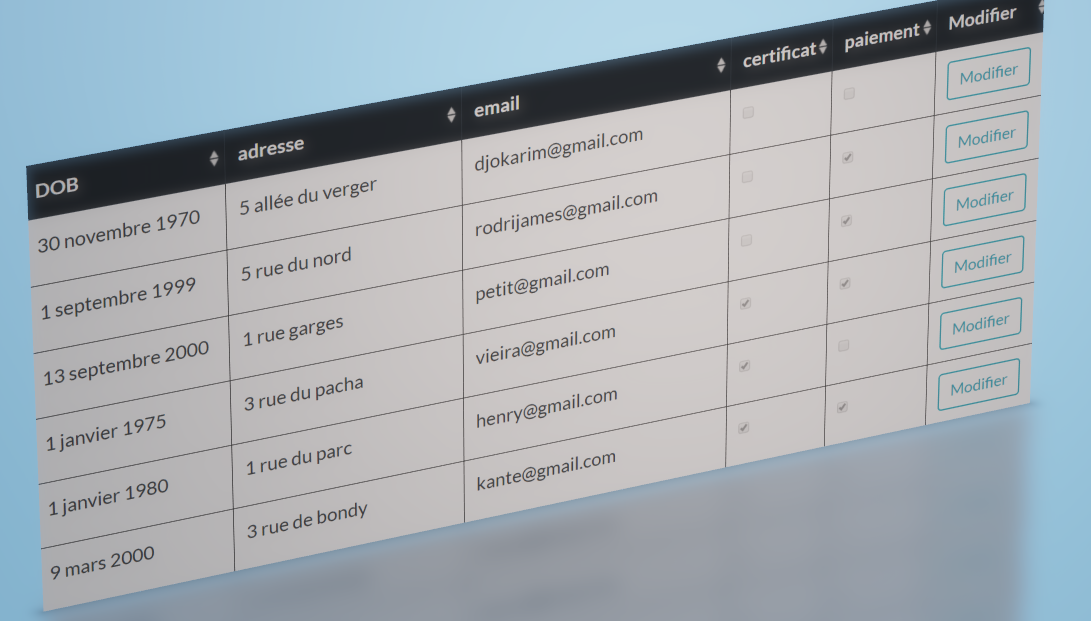 DOB adresse email certificat paiement Modifier
30 novembre 1970 5 allée du verger djokarim@gmail.com Modifier
1 septembre 1999 5 rue du nord rodrijames@gmail.com Modifier
13 septembre 2000 1 rue garges petit@gmail.com Modifier
1 janvier 1975 3 rue du pacha vieira@gmail.com Modifier
1 janvier 1980 1 rue du parc henry@gmail.com Modifier
9 mars 2000 3 rue de bondy kante@gmail.com Modifier